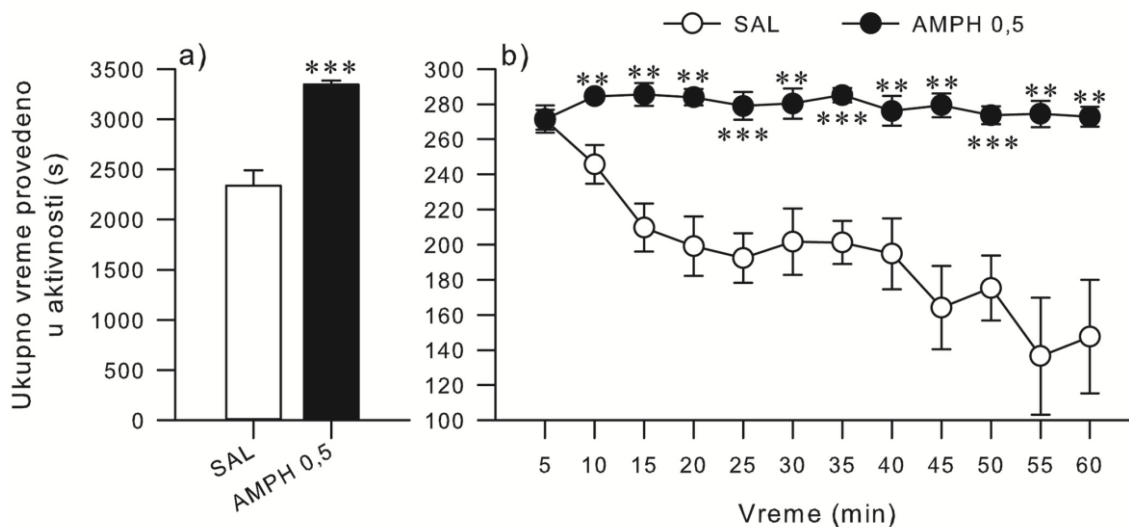 SAL AMPH 0,5
a) b)
Ukupno vreme provedeno
u aktivnosti (s)
3500
3000
2500
2000
1500
1000
500
0
***
SAL
AMPH 0,5
300
280
260
240
220
200
180
160
140
120
100
** ** ** ** ** ** ** **
*** *** ***
5 10 15 20 25 30 35 40 45 50 55 60
Vreme (min)